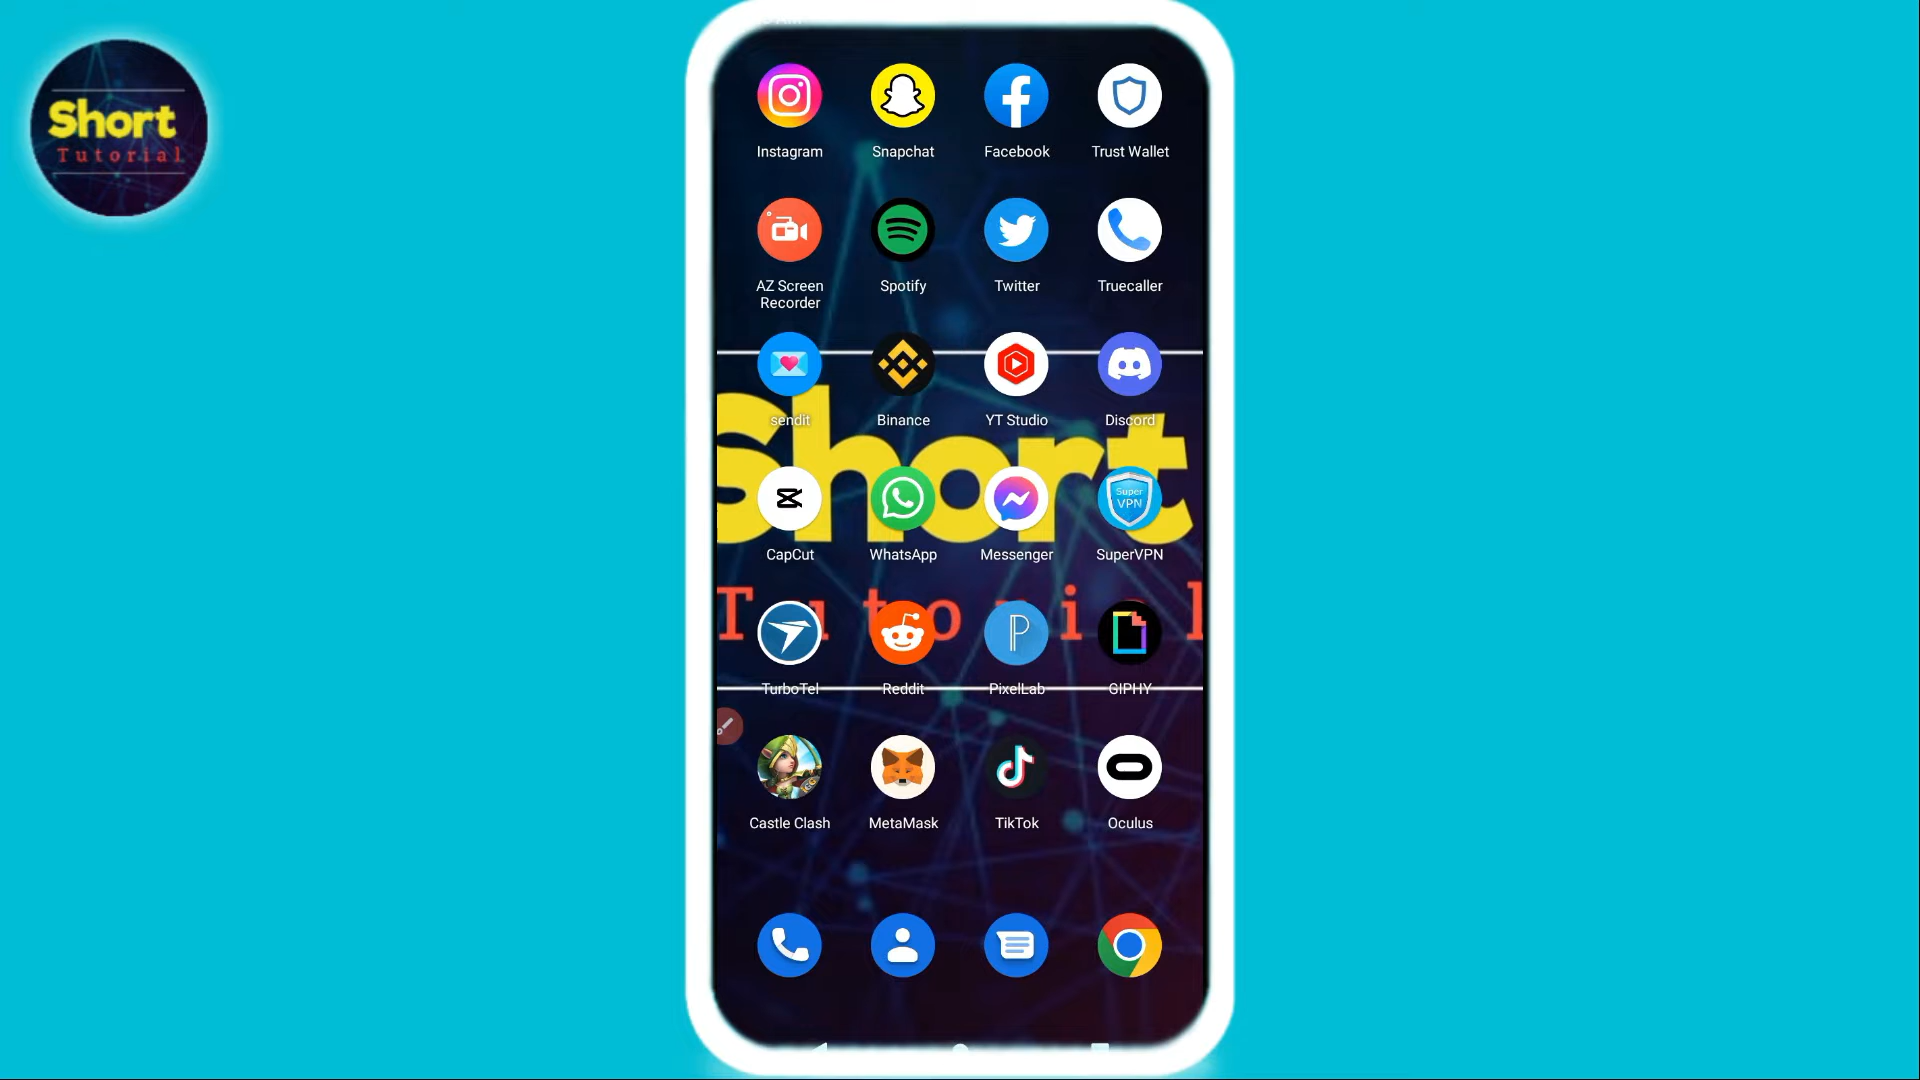 Short
Tutorial
Instagram
Snapchat
Facebook
Trust Wallet
AZ Screen
Recorder
Spotify
Twitter
Truecaller
sendit
Binance
YT Studio
Discord
Short
Super
VPN
CapCut
WhatsApp
Messenger
SuperVPN
TurboTel
Reddit
PixelLab
GIPHY
Castle Clash
MetaMask
TikTok
Oculus